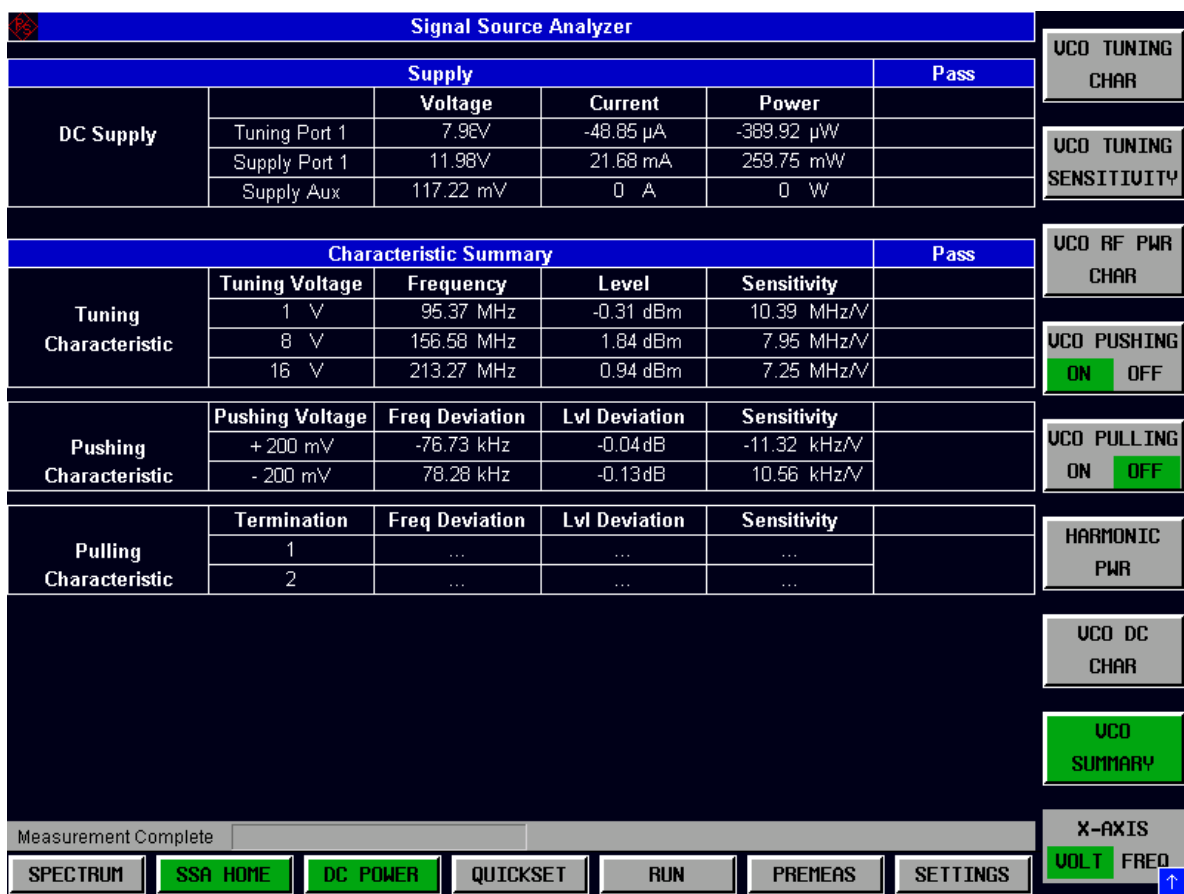 Signal Source Analyzer
Supply Pass
Voltage Current Power
DC Supply Tuning Port 1 7.98V -48.85 µA -389.92 µW
Supply Port 1 11.98V 21.68 mA 259.75 mW
Supply Aux 117.22 mV 0 A 0 W
Characteristic Summary Pass
Tuning Voltage Frequency Level Sensitivity
Tuning Characteristic
1 V 95.37 MHz -0.31 dBm 10.39 MHz/V
8 V 156.58 MHz 1.84 dBm 7.95 MHz/V
16 V 213.27 MHz 0.94 dBm 7.25 MHz/V
Pushing Voltage Freq Deviation Lvl Deviation Sensitivity
Pushing Characteristic
+ 200 mV -76.73 kHz -0.04dB -11.32 kHz/V
- 200 mV 78.28 kHz -0.13dB 10.56 kHz/V
Termination Freq Deviation Lvl Deviation Sensitivity
Pulling Characteristic
1 ... ... ...
2 ... ... ...
Measurement Complete
SPECTRUM SSA HOME DC POWER QUICKSET RUN PREMEAS SETTINGS
VCO TUNING
CHAR
VCO TUNING
SENSITIVITY
VCO RF PWR
CHAR
VCO PUSHING
ON OFF
VCO PULLING
ON OFF
HARMONIC
PWR
VCO DC
CHAR
VCO
SUMMARY
X-AXIS
VOLT FREQ